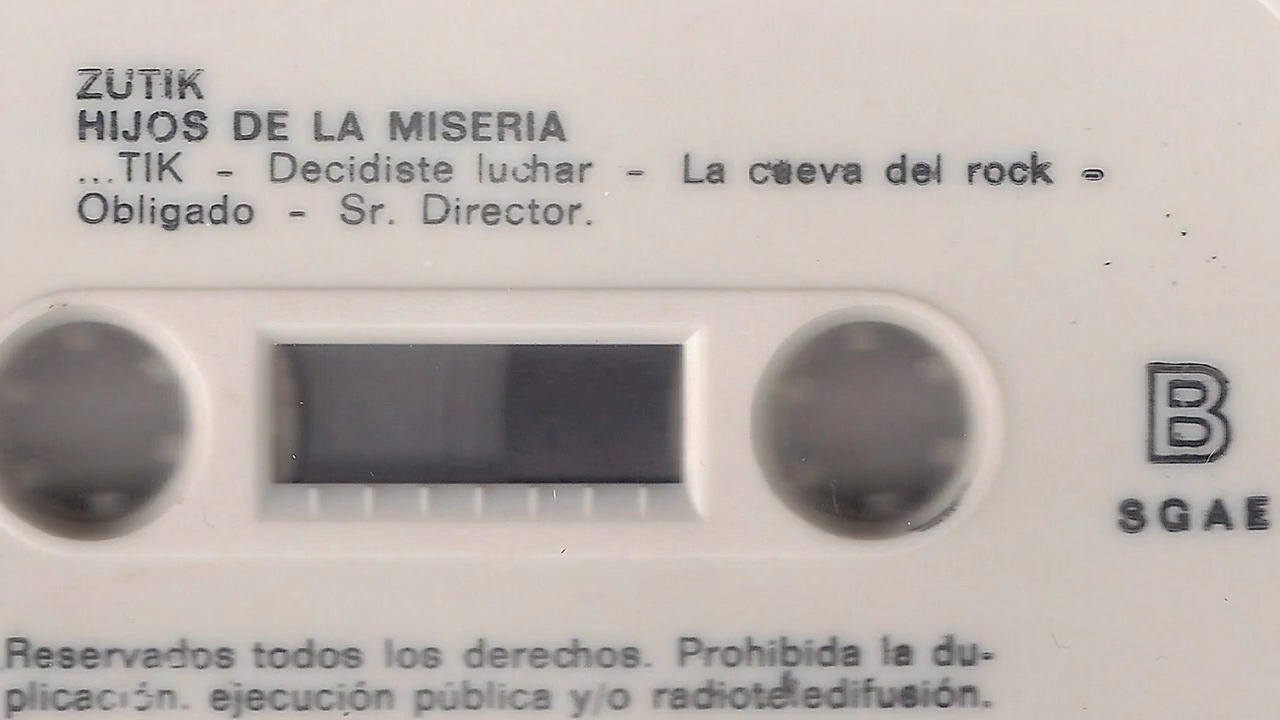 ZUTIK
HIJOS DE LA MISERIA
...TIK - Decidiste luchar - La cueva del rock -
Obligado - Sr. Director.
B
SGAE
Reservados todos los derechos. Prohibida la du-
plicación. ejecución pública y/o radioteledifusión.